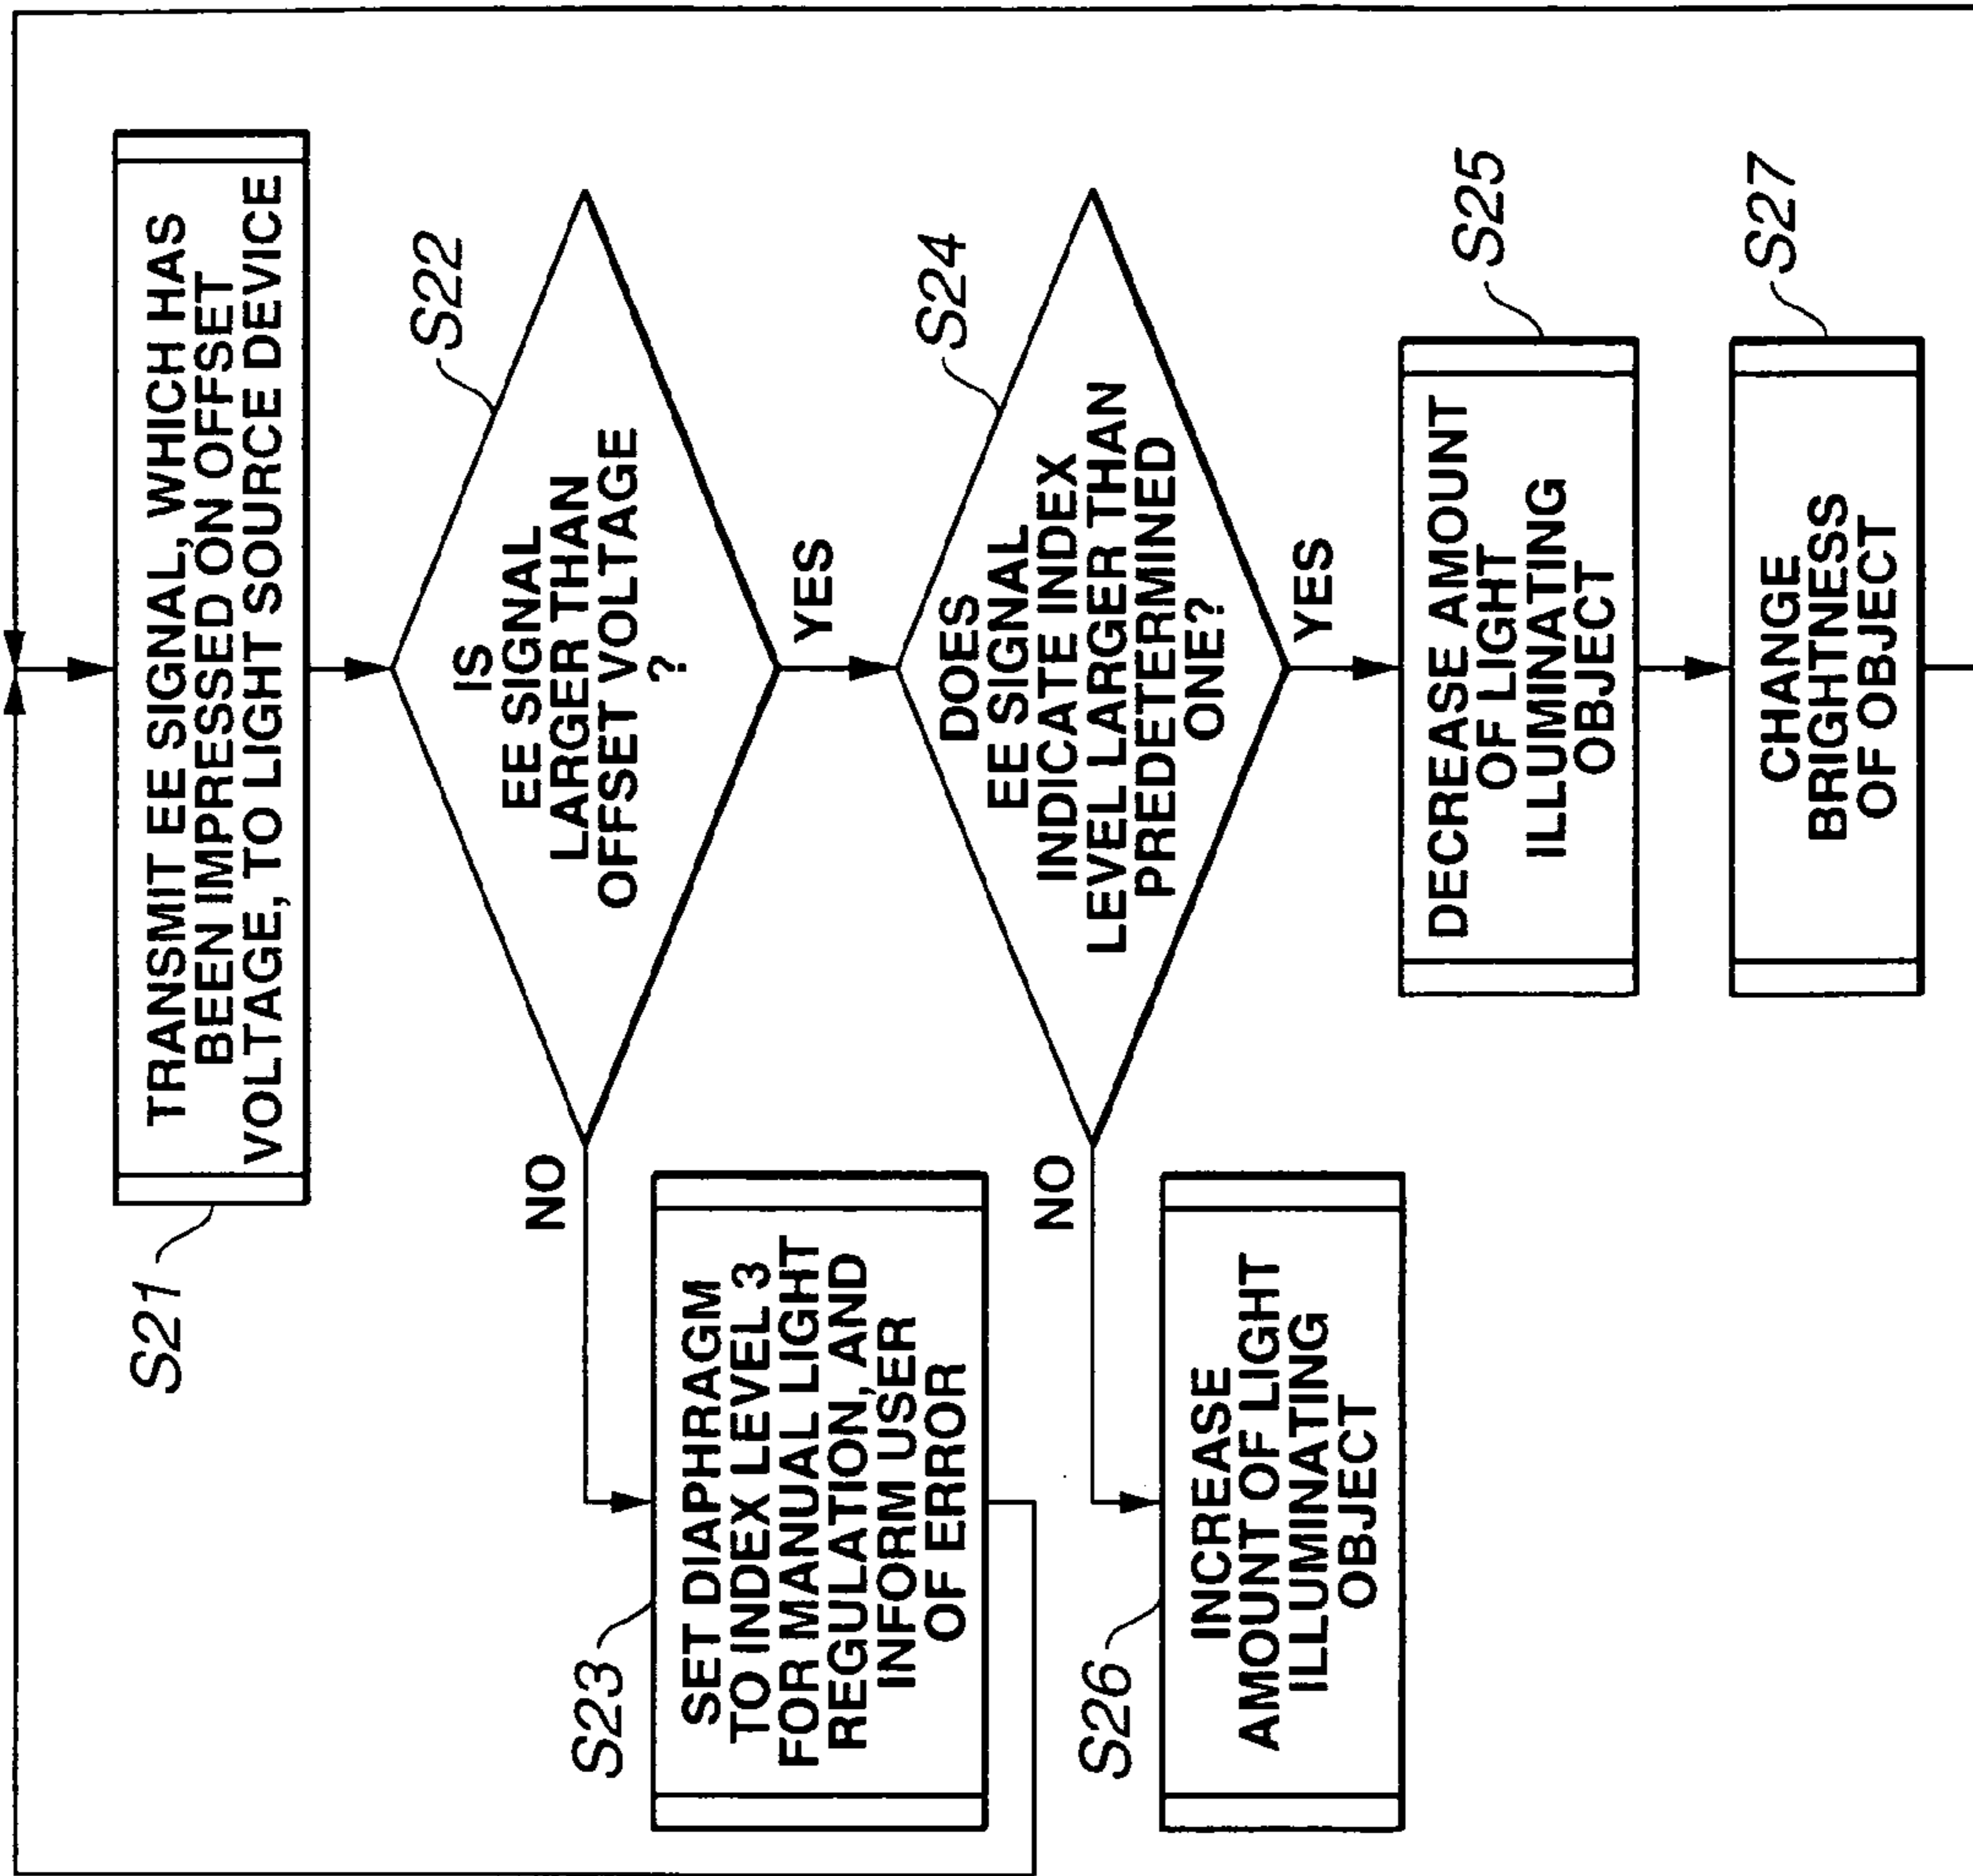 S21
TRANSMIT EE SIGNAL, WHICH HAS
BEEN IMPRESSED ON OFFSET
VOLTAGE, TO LIGHT SOURCE DEVICE
S22
IS
EE SIGNAL
LARGER THAN
OFFSET VOLTAGE
?
NO
YES
S23
SET DIAPHRAGM
TO INDEX LEVEL 3
FOR MANUAL LIGHT
REGULATION, AND
INFORM USER
OF ERROR
S24
DOES
EE SIGNAL
INDICATE INDEX
LEVEL LARGER THAN
PREDETERMINED
ONE?
NO
YES
S26
INCREASE
AMOUNT OF LIGHT
ILLUMINATING
OBJECT
S25
DECREASE AMOUNT
OF LIGHT
ILLUMINATING
OBJECT
S27
CHANGE
BRIGHTNESS
OF OBJECT